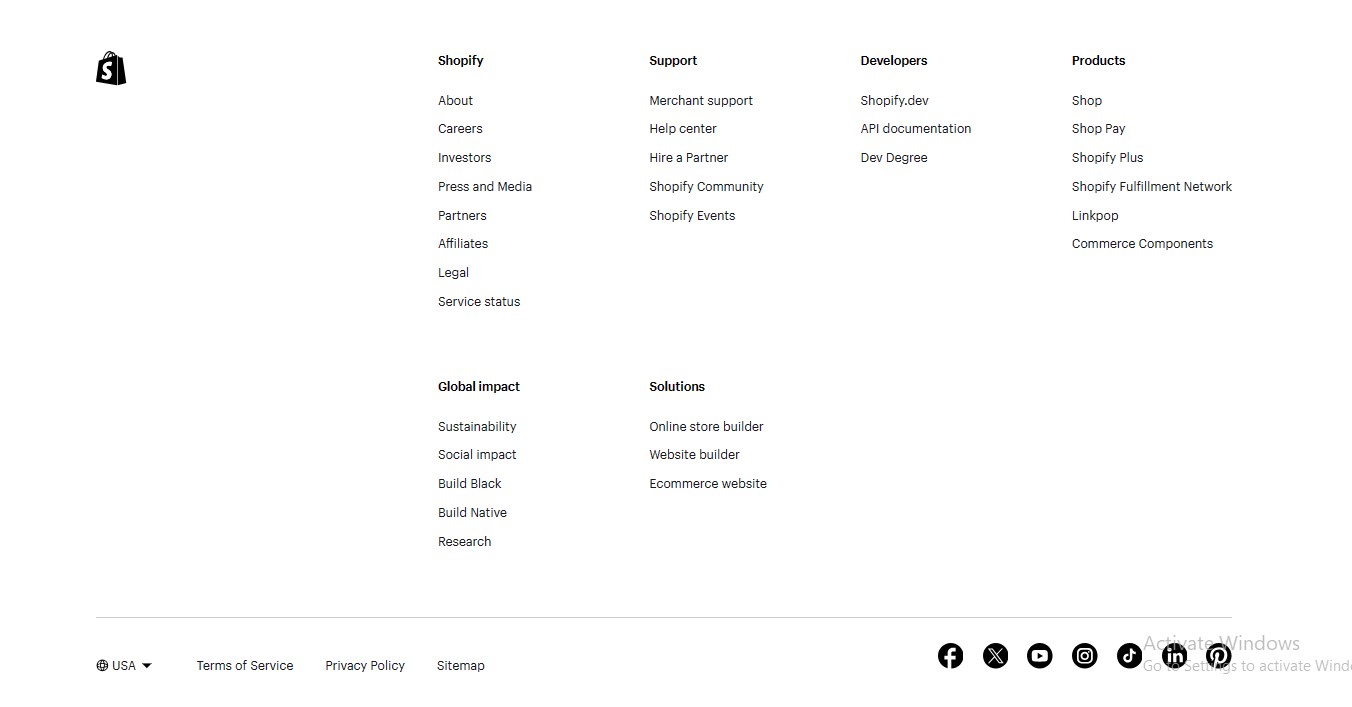 Shopify
About
Careers
Investors
Press and Media
Partners
Affiliates
Legal
Service status
Support
Merchant support
Help center
Hire a Partner
Shopify Community
Shopify Events
Developers
Shopify.dev
API documentation
Dev Degree
Products
Shop
Shop Pay
Shopify Plus
Shopify Fulfillment Network
Linkpop
Commerce Components
Global impact
Sustainability
Social impact
Build Black
Build Native
Research
Solutions
Online store builder
Website builder
Ecommerce website
USA
Terms of Service
Privacy Policy
Sitemap
Activate Windows
Go to Settings to activate Wind